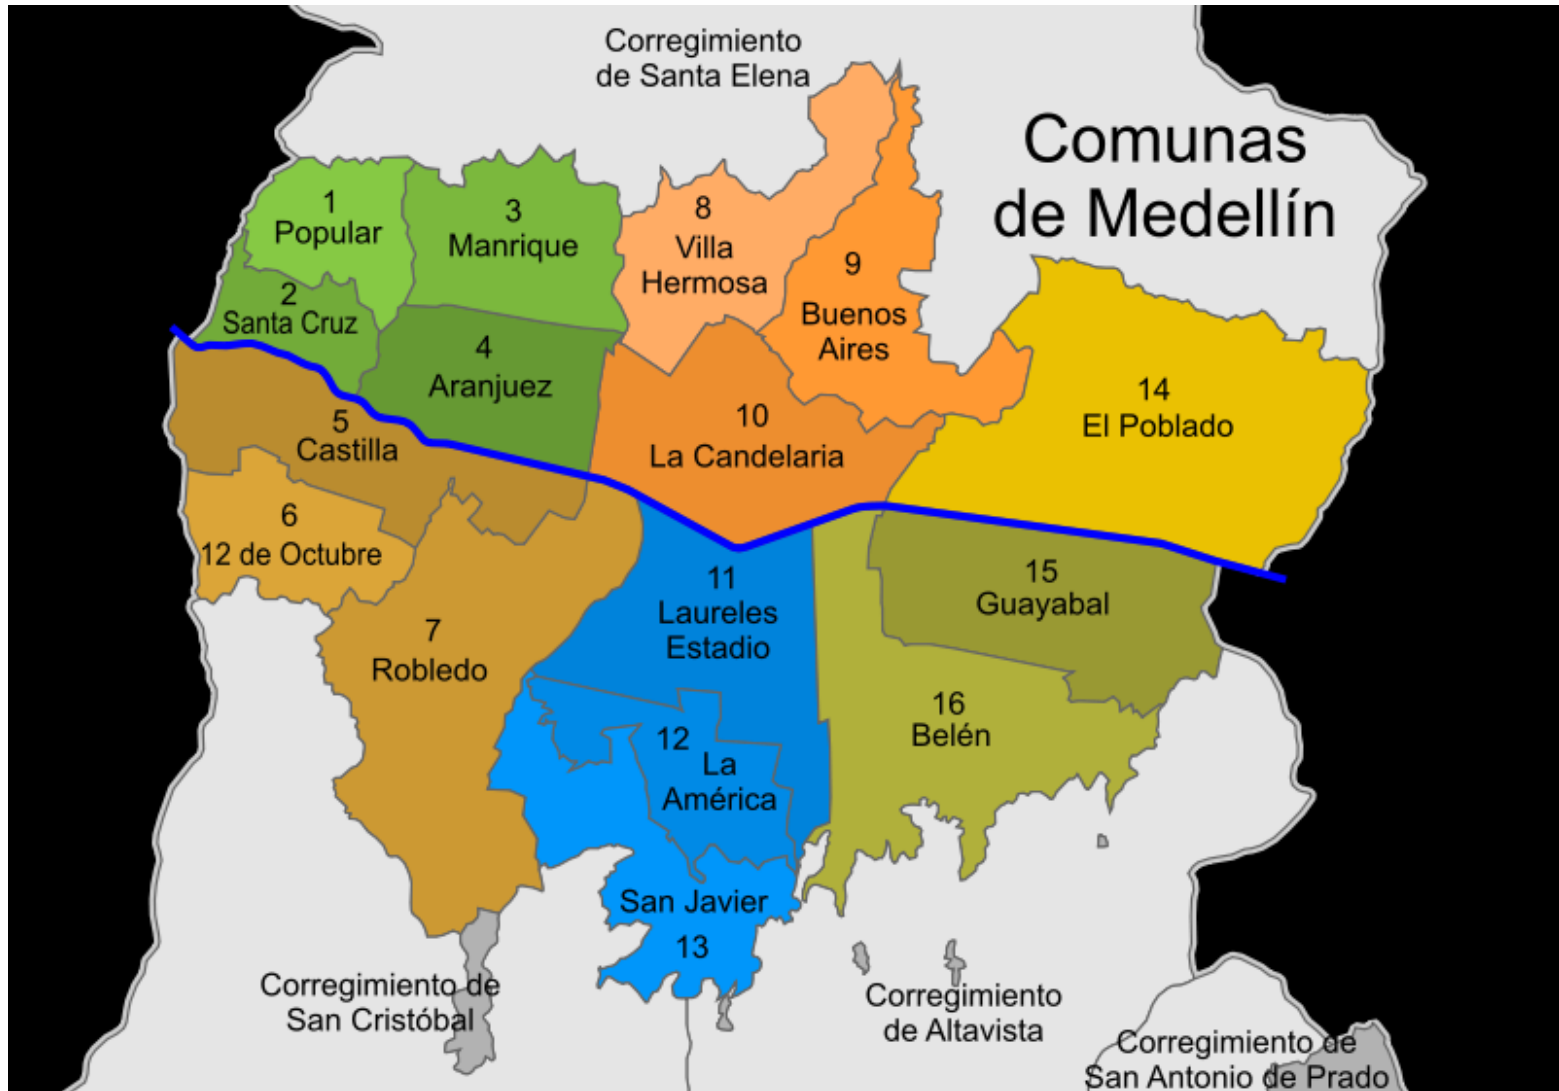 Corregimiento
de Santa Elena
Comunas
de Medellín
1
Popular
3
Manrique
8
Villa
Hermosa
9
Buenos
Aires
2
Santa Cruz
4
Aranjuez
14
El Poblado
5
Castilla
10
La Candelaria
6
12 de Octubre
7
Robledo
11
Laureles
Estadio
15
Guayabal
16
Belén
12
La
América
San Javier
13
Corregimiento de
San Cristóbal
Corregimiento
de Altavista
Corregimiento de
San Antonio de Prado